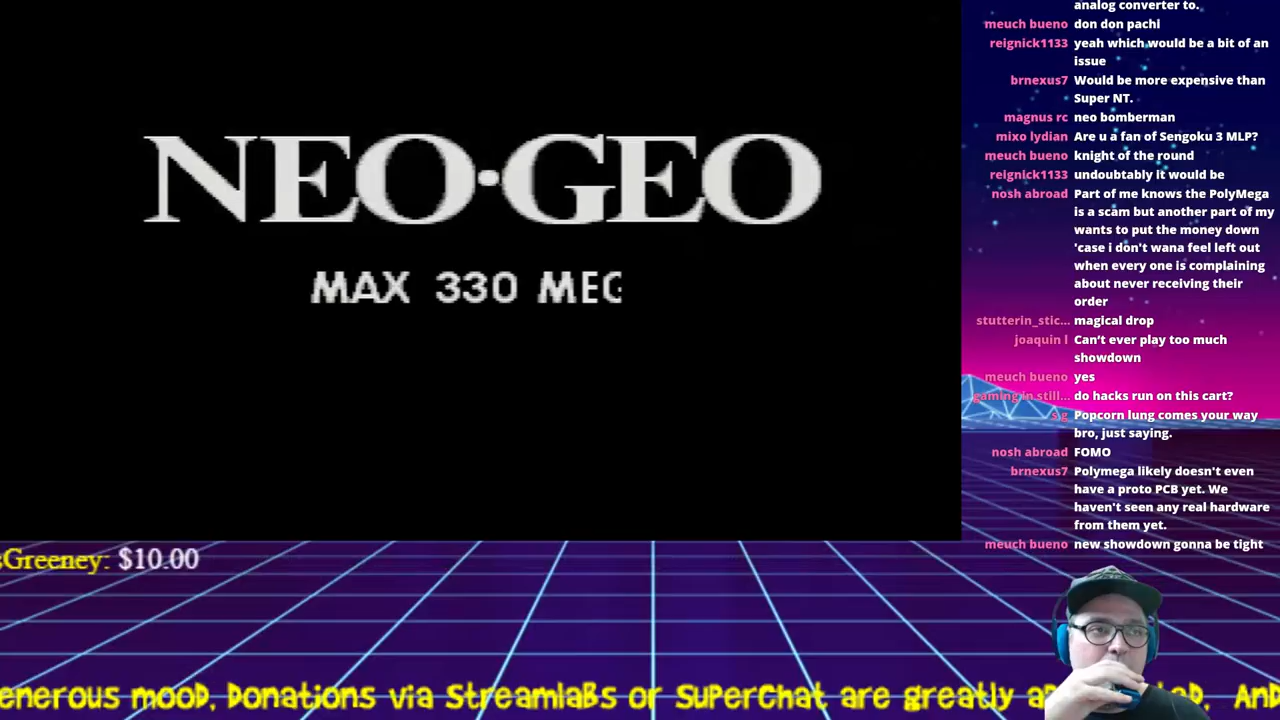 NEO·GEO
MAX 330 MEG
analog converter to.
meuch bueno don don pachi
reignick1133 yeah which would be a bit of an
issue
brnexus7 Would be more expensive than
Super NT.
magnus rc neo bomberman
mixo lydian Are u a fan of Sengoku 3 MLP?
meuch bueno knight of the round
reignick1133 undoubtably it would be
nosh abroad Part of me knows the PolyMega
is a scam but another part of my
wants to put the money down
'case i don't wana feel left out
when every one is complaining
about never receiving their
order
stutterin_stic... magical drop
joaquin l Can't ever play too much
showdown
meuch bueno yes
gaming in still... do hacks run on this cart?
s g Popcorn lung comes your way
bro, just saying.
nosh abroad FOMO
brnexus7 Polymega likely doesn't even
have a proto PCB yet. We
haven't seen any real hardware
from them yet.
meuch bueno new showdown gonna be tight
sGreeney: $10.00
enerous mood. Donations via Streamlabs or SuperChat are greatly